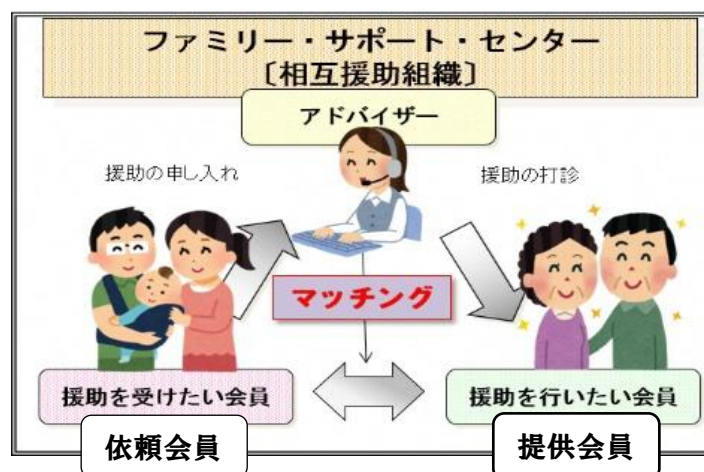 ファミリー・サポート・センター
〔相互援助組織〕
アドバイザー
援助の申し入れ
援助の打診
マッチング
援助を受けたい会員
援助を行いたい会員
依頼会員
提供会員